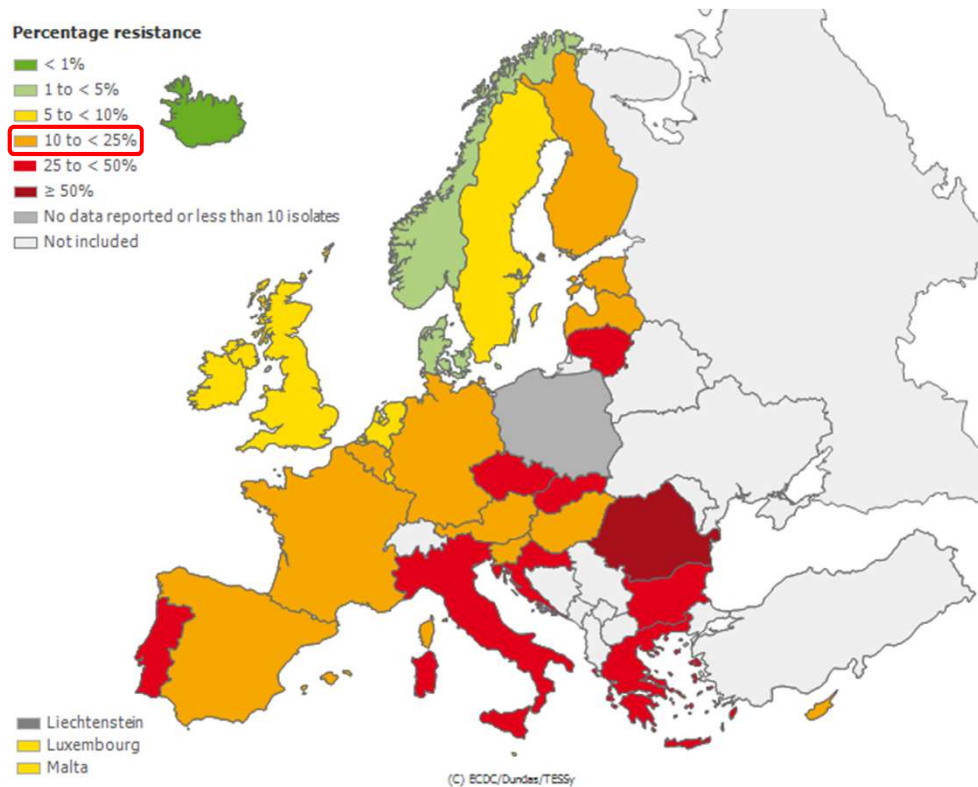 Percentage resistance
< 1%
1 to < 5%
5 to < 10%
10 to < 25%
25 to < 50%
≥ 50%
No data reported or less than 10 isolates
Not included
Liechtenstein
Luxembourg
Malta
(C) ECDC/Dundas/TESSy